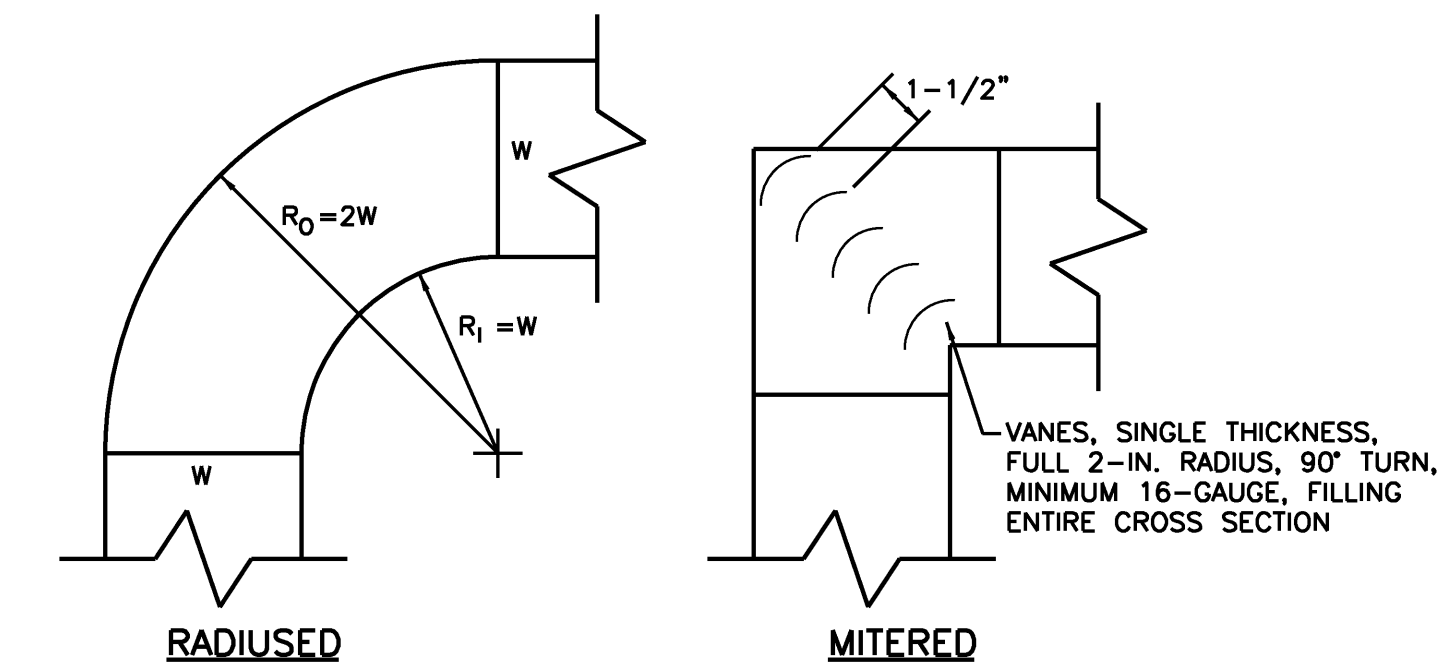 W
R_O=2W
R_I =W
W
RADIUSED
1-1/2"
VANES, SINGLE THICKNESS,
FULL 2-IN. RADIUS, 90° TURN,
MINIMUM 16-GAUGE, FILLING
ENTIRE CROSS SECTION
MITERED